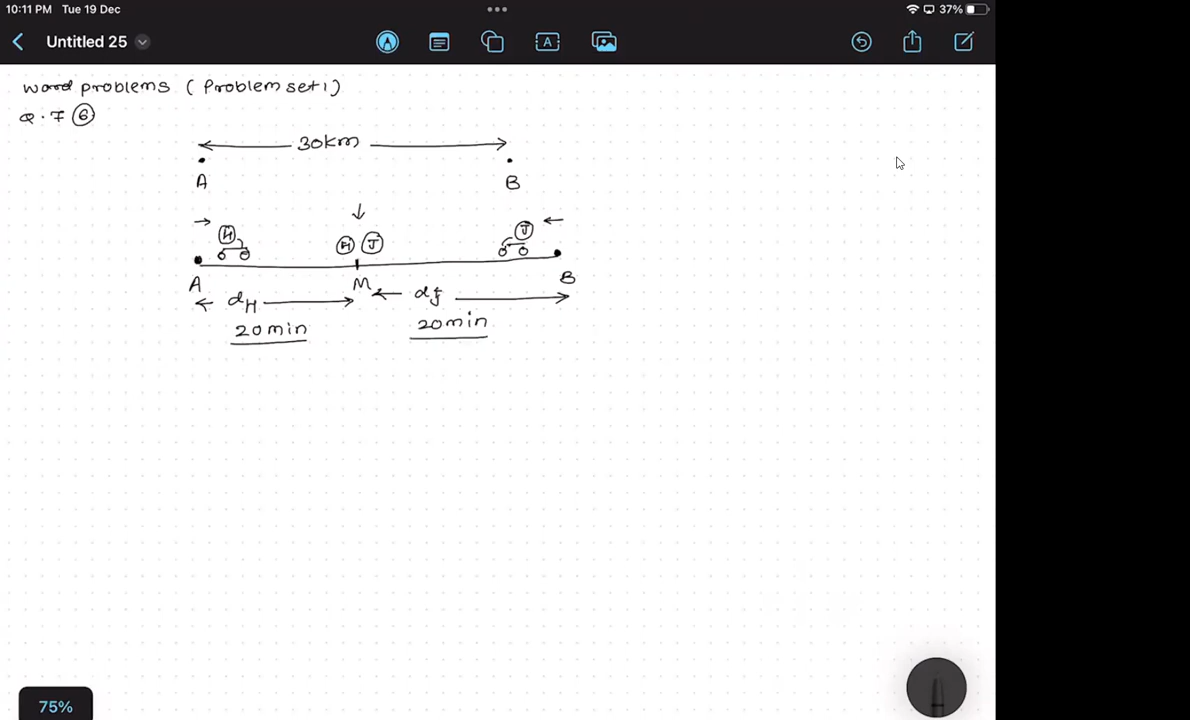 10:11 PM Tue 19 Dec
37%
Untitled 25
A
word problems ( Problem set 1 )
Q.7 6
30km
A B
H H J J
A M B
dH dJ
20min 20min
75%